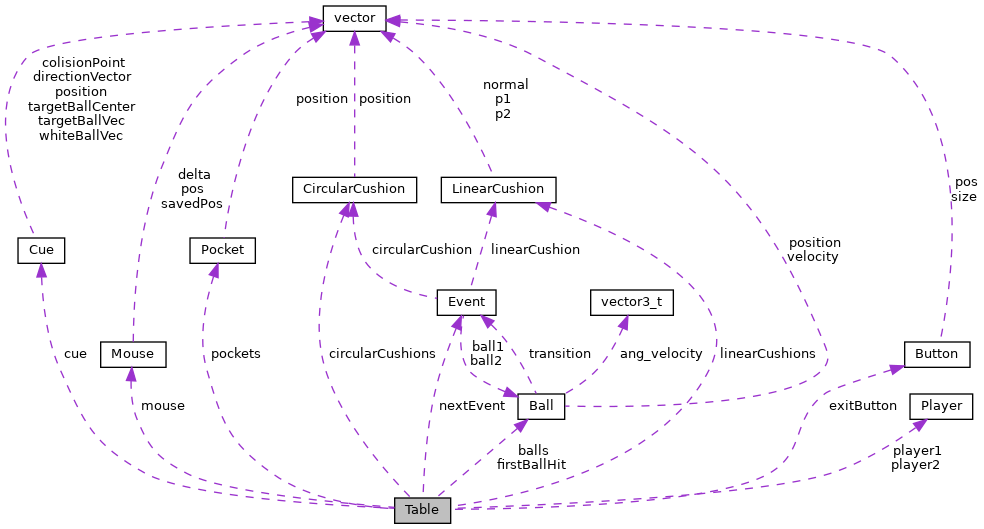 vector
colisionPoint
directionVector
position
targetBallCenter
targetBallVec
whiteBallVec
position
position
normal
p1
p2
delta
pos
savedPos
CircularCushion
LinearCushion
pos
size
Cue
Pocket
circularCushion
linearCushion
position
velocity
Event
vector3_t
cue
Mouse
pockets
circularCushions
ball1
ball2
transition
ang_velocity
linearCushions
Button
mouse
nextEvent
Ball
exitButton
Player
balls
firstBallHit
player1
player2
Table